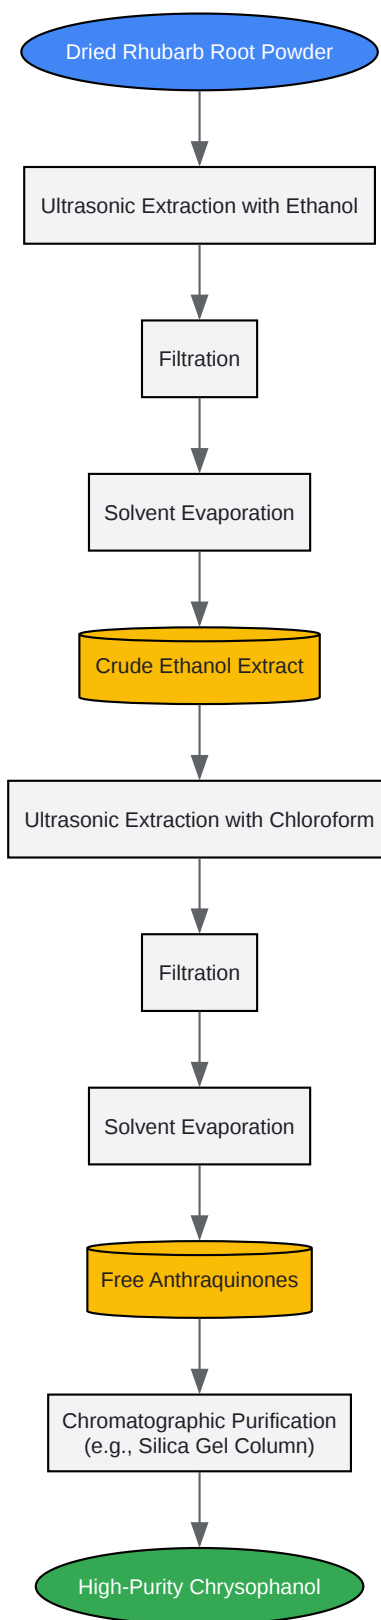 Dried Rhubarb Root Powder
Ultrasonic Extraction with Ethanol
Filtration
Solvent Evaporation
Crude Ethanol Extract
Ultrasonic Extraction with Chloroform
Filtration
Solvent Evaporation
Free Anthraquinones
Chromatographic Purification
(e.g., Silica Gel Column)
High-Purity Chrysophanol